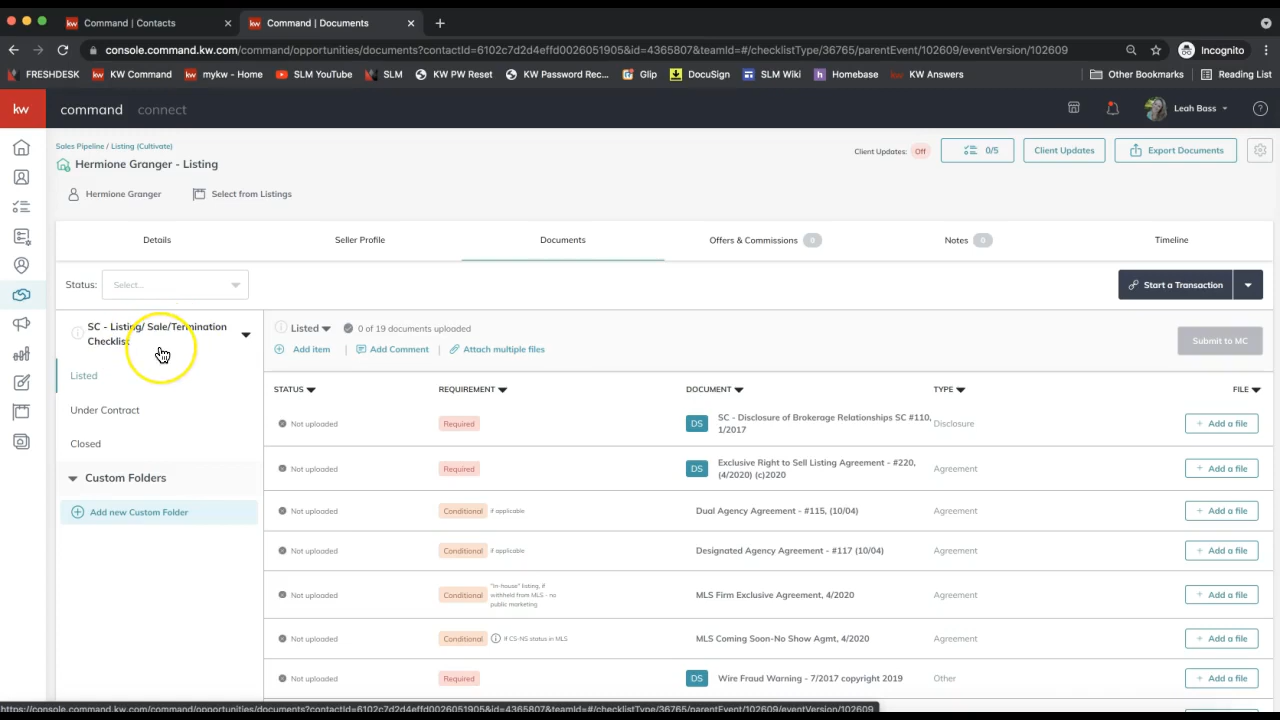 Command | Contacts
Command | Documents
console.command.kw.com/command/opportunities/documents?contactId=6102c7d2d4effd0026051905&id=4365807&teamId=#/checklistType/36765/parentEvent/102609/eventVersion/102609
Incognito
FRESHDESK
KW Command
mykw - Home
SLM YouTube
SLM
KW PW Reset
KW Password Rec...
Glip
DocuSign
SLM Wiki
Homebase
KW Answers
Other Bookmarks
Reading List
kw
command
connect
Leah Bass
Sales Pipeline / Listing (Cultivate)
Hermione Granger - Listing
Client Updates: Off
0/5
Client Updates
Export Documents
Hermione Granger
Select from Listings
Details
Seller Profile
Documents
Offers & Commissions 0
Notes 0
Timeline
Status:
Select...
Start a Transaction
SC - Listing/ Sale/Termination
Checklist
Listed
Under Contract
Closed
Custom Folders
Add new Custom Folder
Listed
0 of 19 documents uploaded
Add item
Add Comment
Attach multiple files
Submit to MC
STATUS
REQUIREMENT
DOCUMENT
TYPE
FILE
Not uploaded
Required
DS
SC - Disclosure of Brokerage Relationships SC #110,
1/2017
Disclosure
+ Add a file
Not uploaded
Required
DS
Exclusive Right to Sell Listing Agreement - #220,
(4/2020) (c)2020
Agreement
+ Add a file
Not uploaded
Conditional
if applicable
Dual Agency Agreement - #115, (10/04)
Agreement
+ Add a file
Not uploaded
Conditional
if applicable
Designated Agency Agreement - #117 (10/04)
Agreement
+ Add a file
Not uploaded
Conditional
"In-house" listing, if
withheld from MLS - no
public marketing
MLS Firm Exclusive Agreement, 4/2020
Agreement
+ Add a file
Not uploaded
Conditional
If CS-NS status in MLS
MLS Coming Soon-No Show Agmt, 4/2020
Agreement
+ Add a file
Not uploaded
Required
DS
Wire Fraud Warning - 7/2017 copyright 2019
Other
+ Add a file
https://console.command.kw.com/command/opportunities/documents?contactId=6102c7d2d4effd0026051905&id=4365807&teamId=#/checklistType/36765/parentEvent/102609/eventVersion/102609